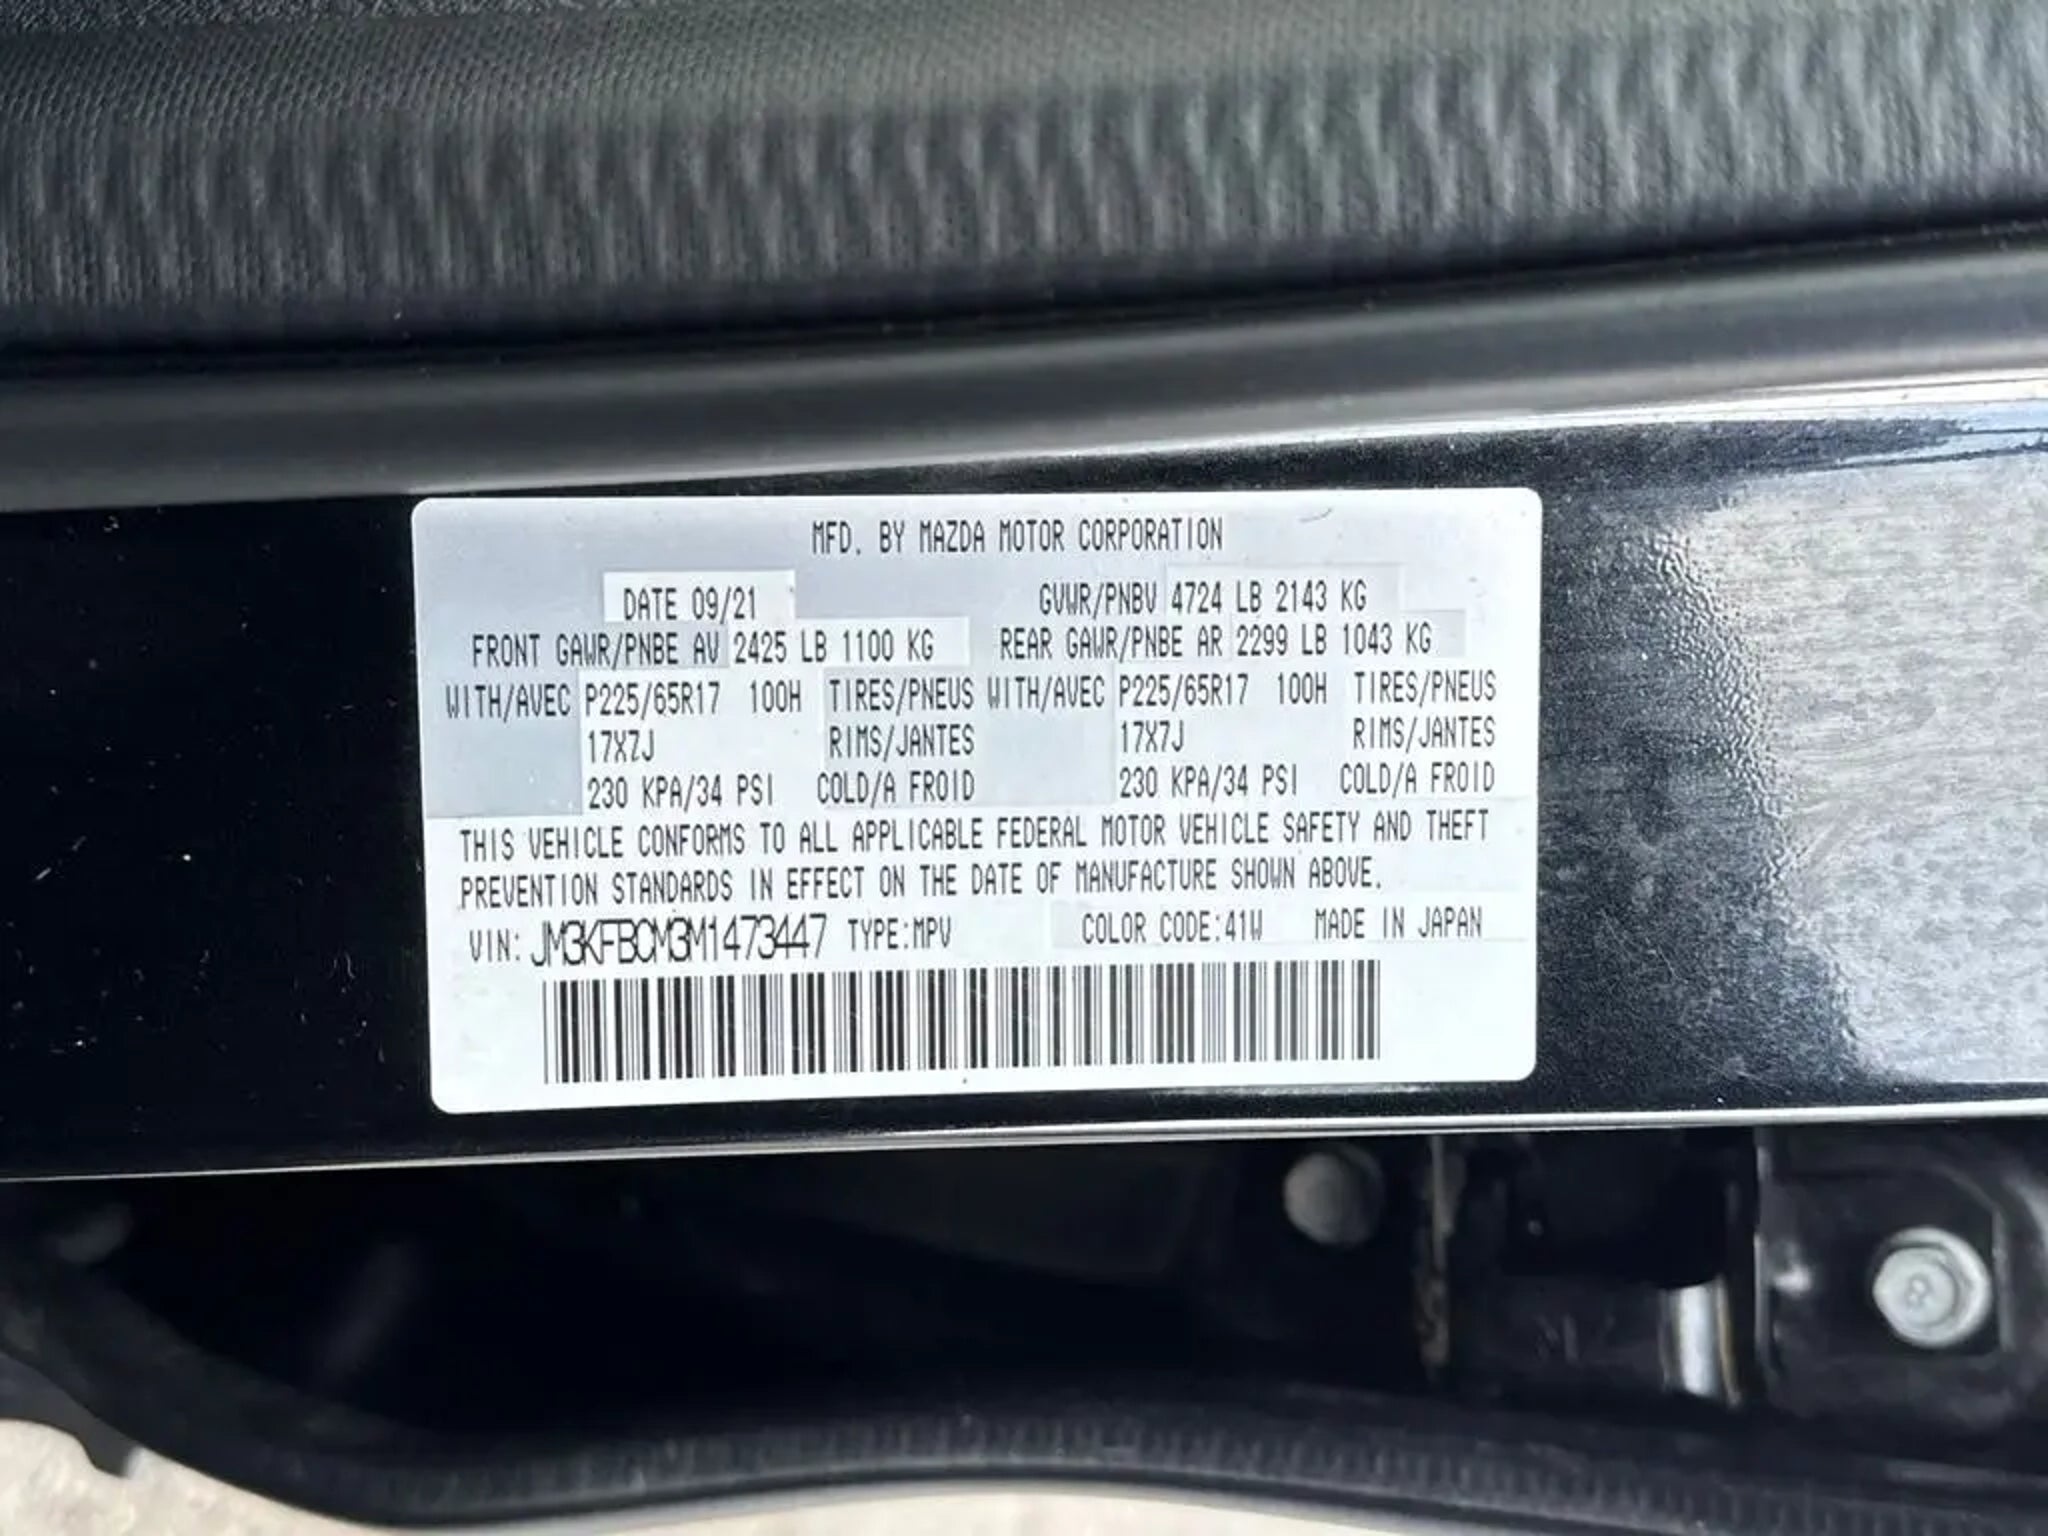 MFD. BY MAZDA MOTOR CORPORATION
DATE 09/21 GVWR/PNBV 4724 LB 2143 KG
FRONT GAWR/PNBE AV 2425 LB 1100 KG REAR GAWR/PNBE AR 2299 LB 1043 KG
WITH/AVEC P225/65R17 100H TIRES/PNEUS WITH/AVEC P225/65R17 100H TIRES/PNEUS
17X7J RIMS/JANTES 17X7J RIMS/JANTES
230 KPA/34 PSI COLD/A FROID 230 KPA/34 PSI COLD/A FROID
THIS VEHICLE CONFORMS TO ALL APPLICABLE FEDERAL MOTOR VEHICLE SAFETY AND THEFT
PREVENTION STANDARDS IN EFFECT ON THE DATE OF MANUFACTURE SHOWN ABOVE.
VIN: JM3KFBCM3M1473447 TYPE:MPV COLOR CODE:41W MADE IN JAPAN
8